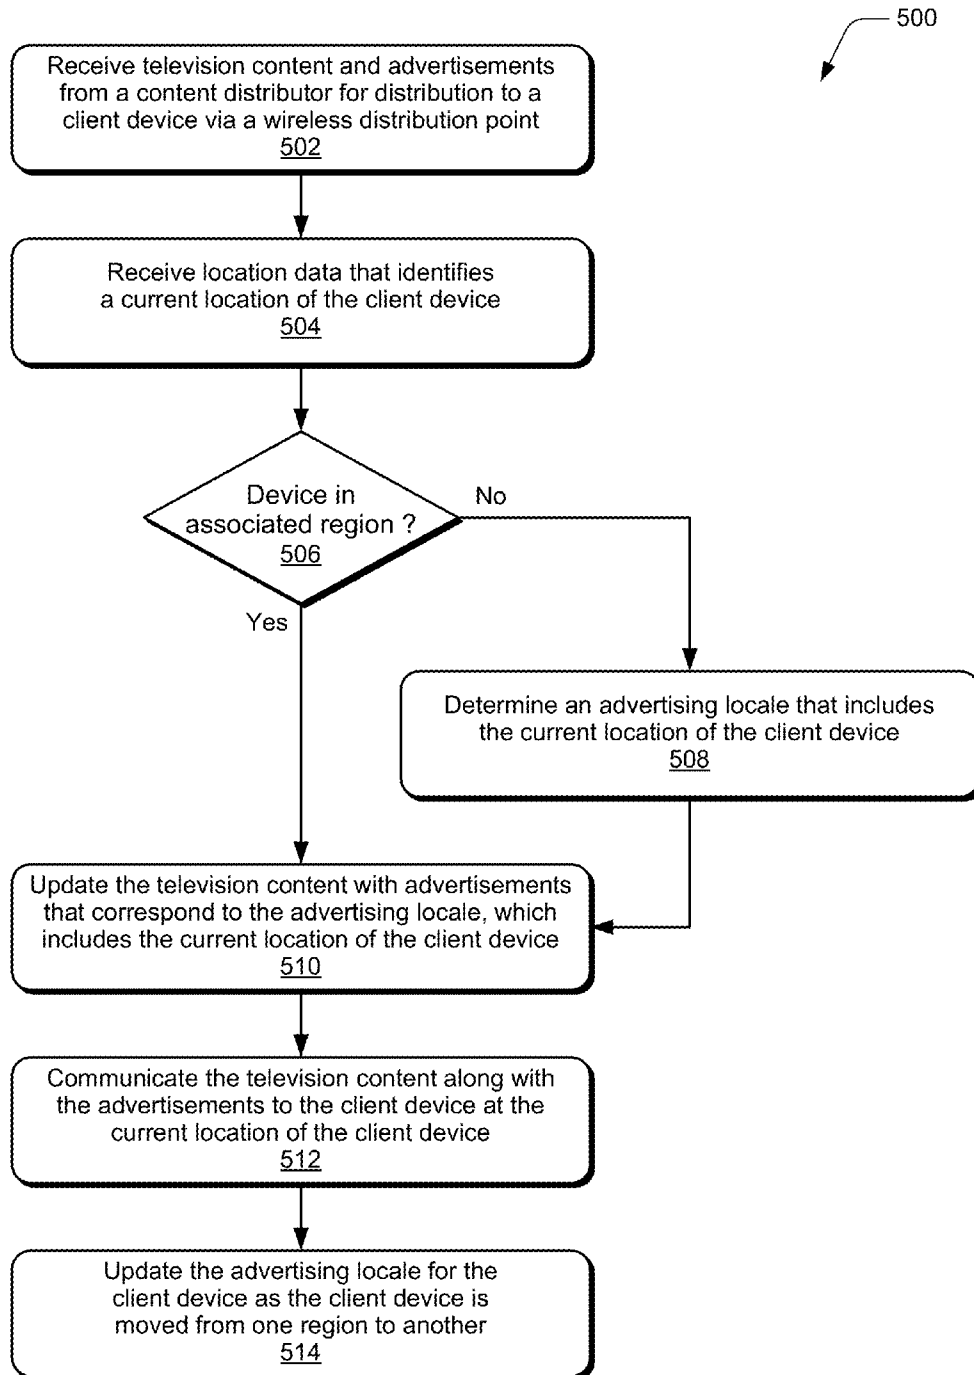 500
Receive television content and advertisements
from a content distributor for distribution to a
client device via a wireless distribution point
502
Receive location data that identifies
a current location of the client device
504
Device in
associated region ?
506
No
Yes
Determine an advertising locale that includes
the current location of the client device
508
Update the television content with advertisements
that correspond to the advertising locale, which
includes the current location of the client device
510
Communicate the television content along with
the advertisements to the client device at the
current location of the client device
512
Update the advertising locale for the
client device as the client device is
moved from one region to another
514